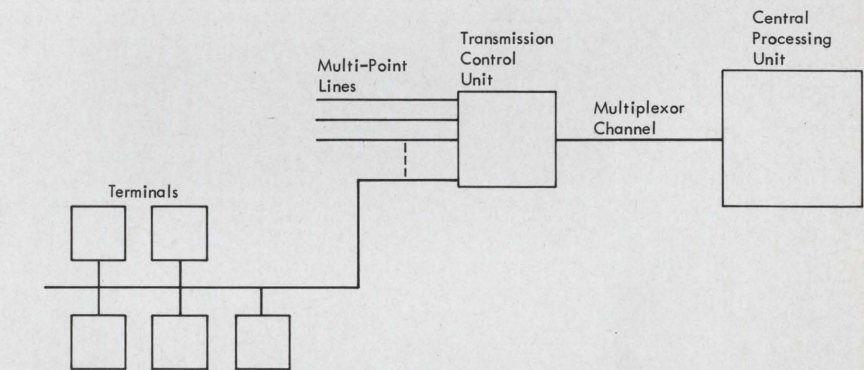 Central
Processing
Unit
Transmission
Control
Unit
Multi-Point
Lines
Multiplexor
Channel
Terminals